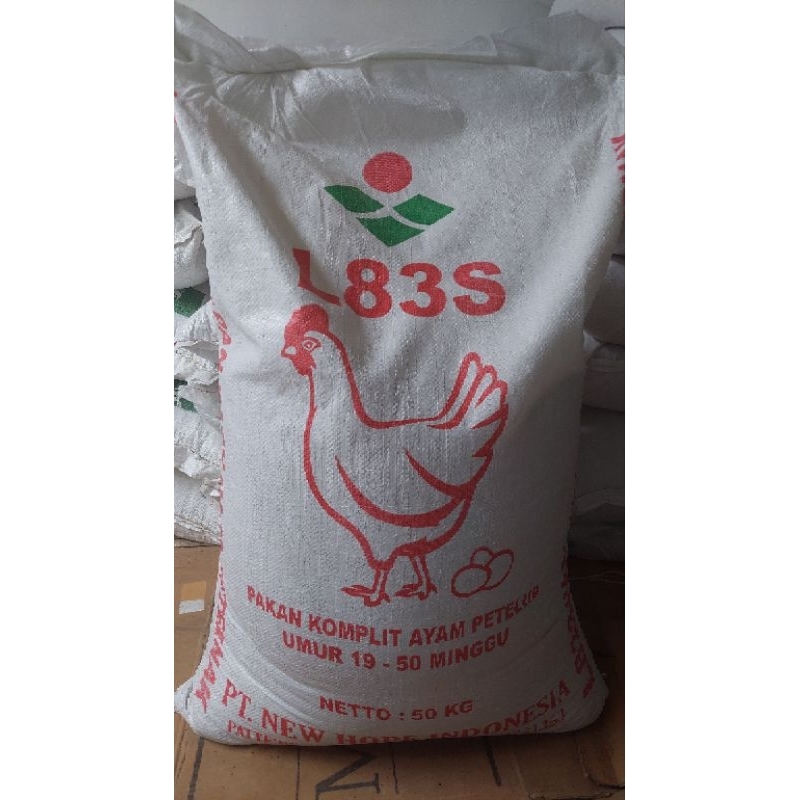 L83S
PAKAN KOMPLIT AYAM PETELUR
UMUR 19 - 50 MINGGU
NETTO : 50 KG
PT. NEW HOPE INDONESIA